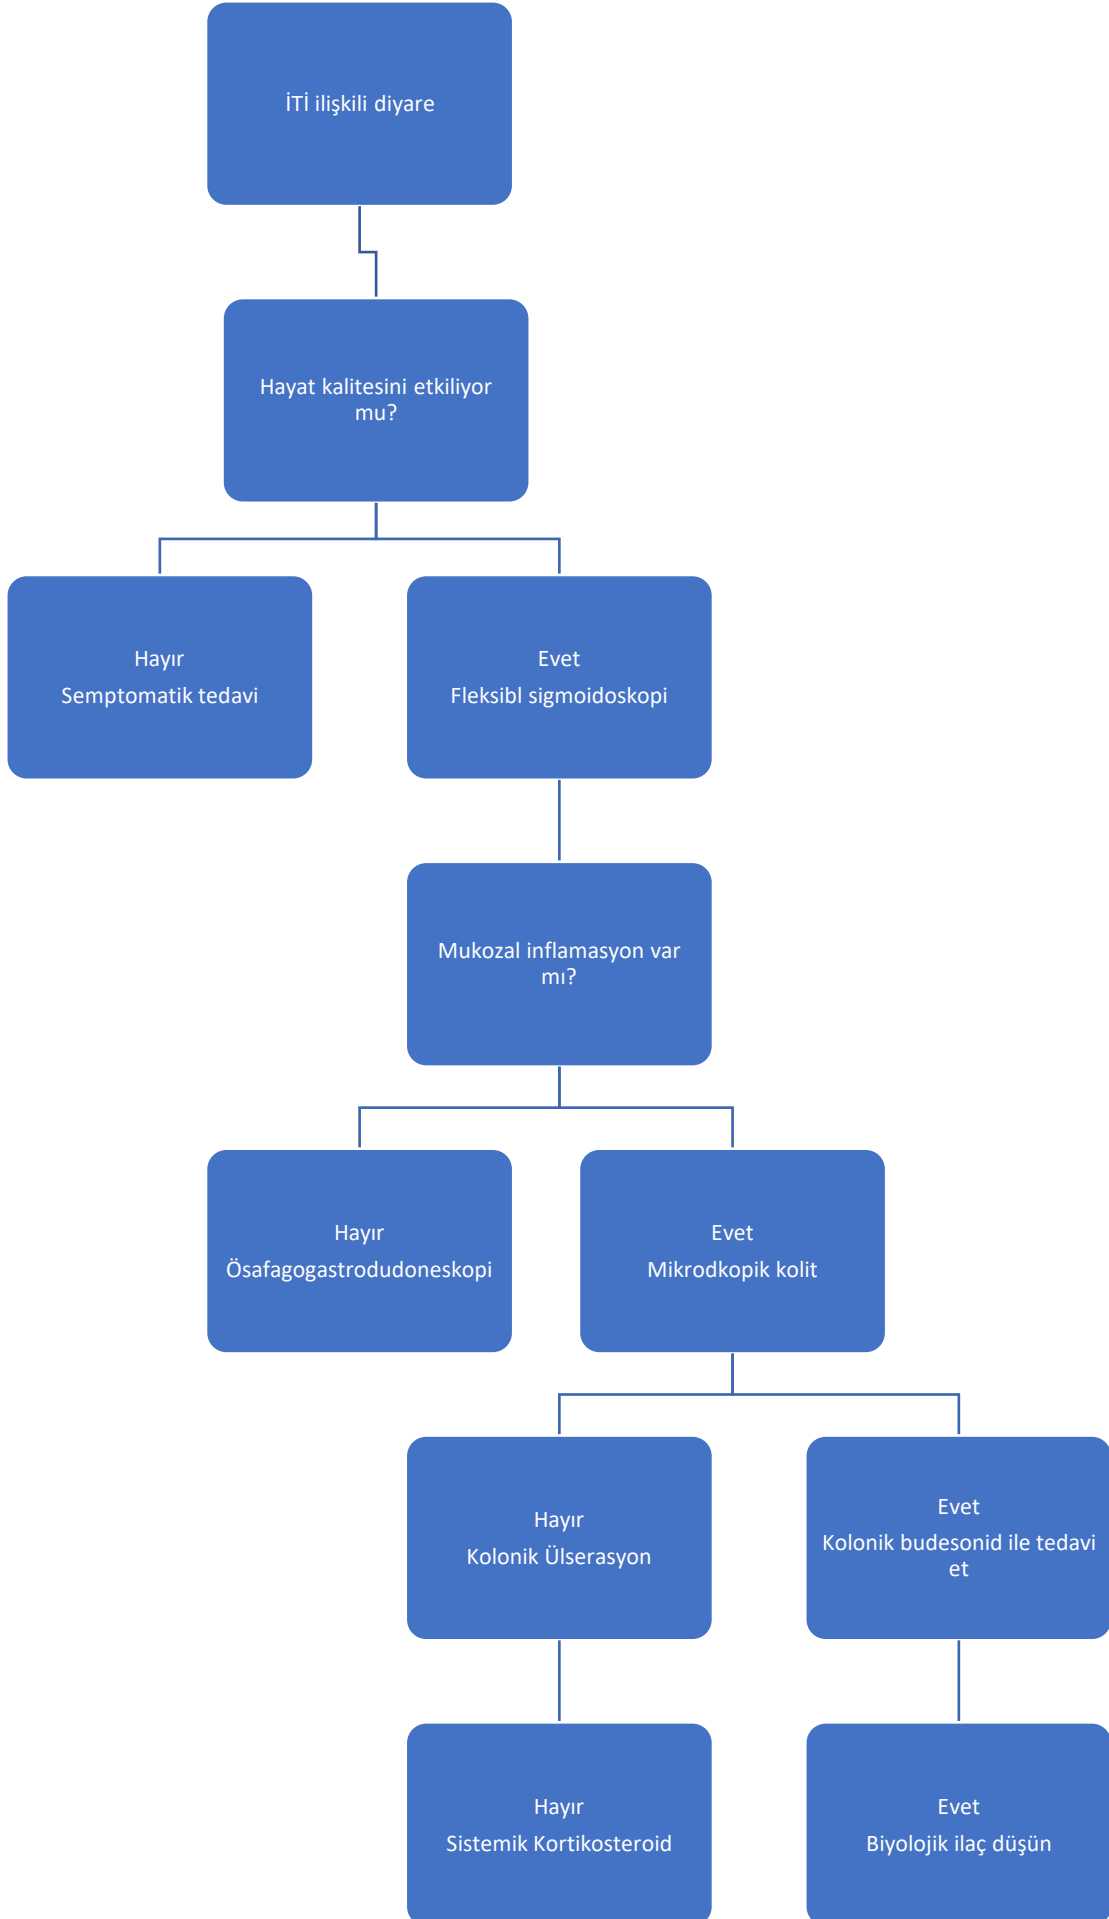 İTİ ilişkili diyare
Hayat kalitesini etkiliyor
mu?
Hayır
Semptomatik tedavi
Evet
Fleksibl sigmoidoskopi
Mukozal inflamasyon var
mı?
Hayır
Ösafagogastrodudoneskopi
Evet
Mikrodkopik kolit
Hayır
Kolonik Ülserasyon
Evet
Kolonik budesonid ile tedavi
et
Hayır
Sistemik Kortikosteroid
Evet
Biyolojik ilaç düşün